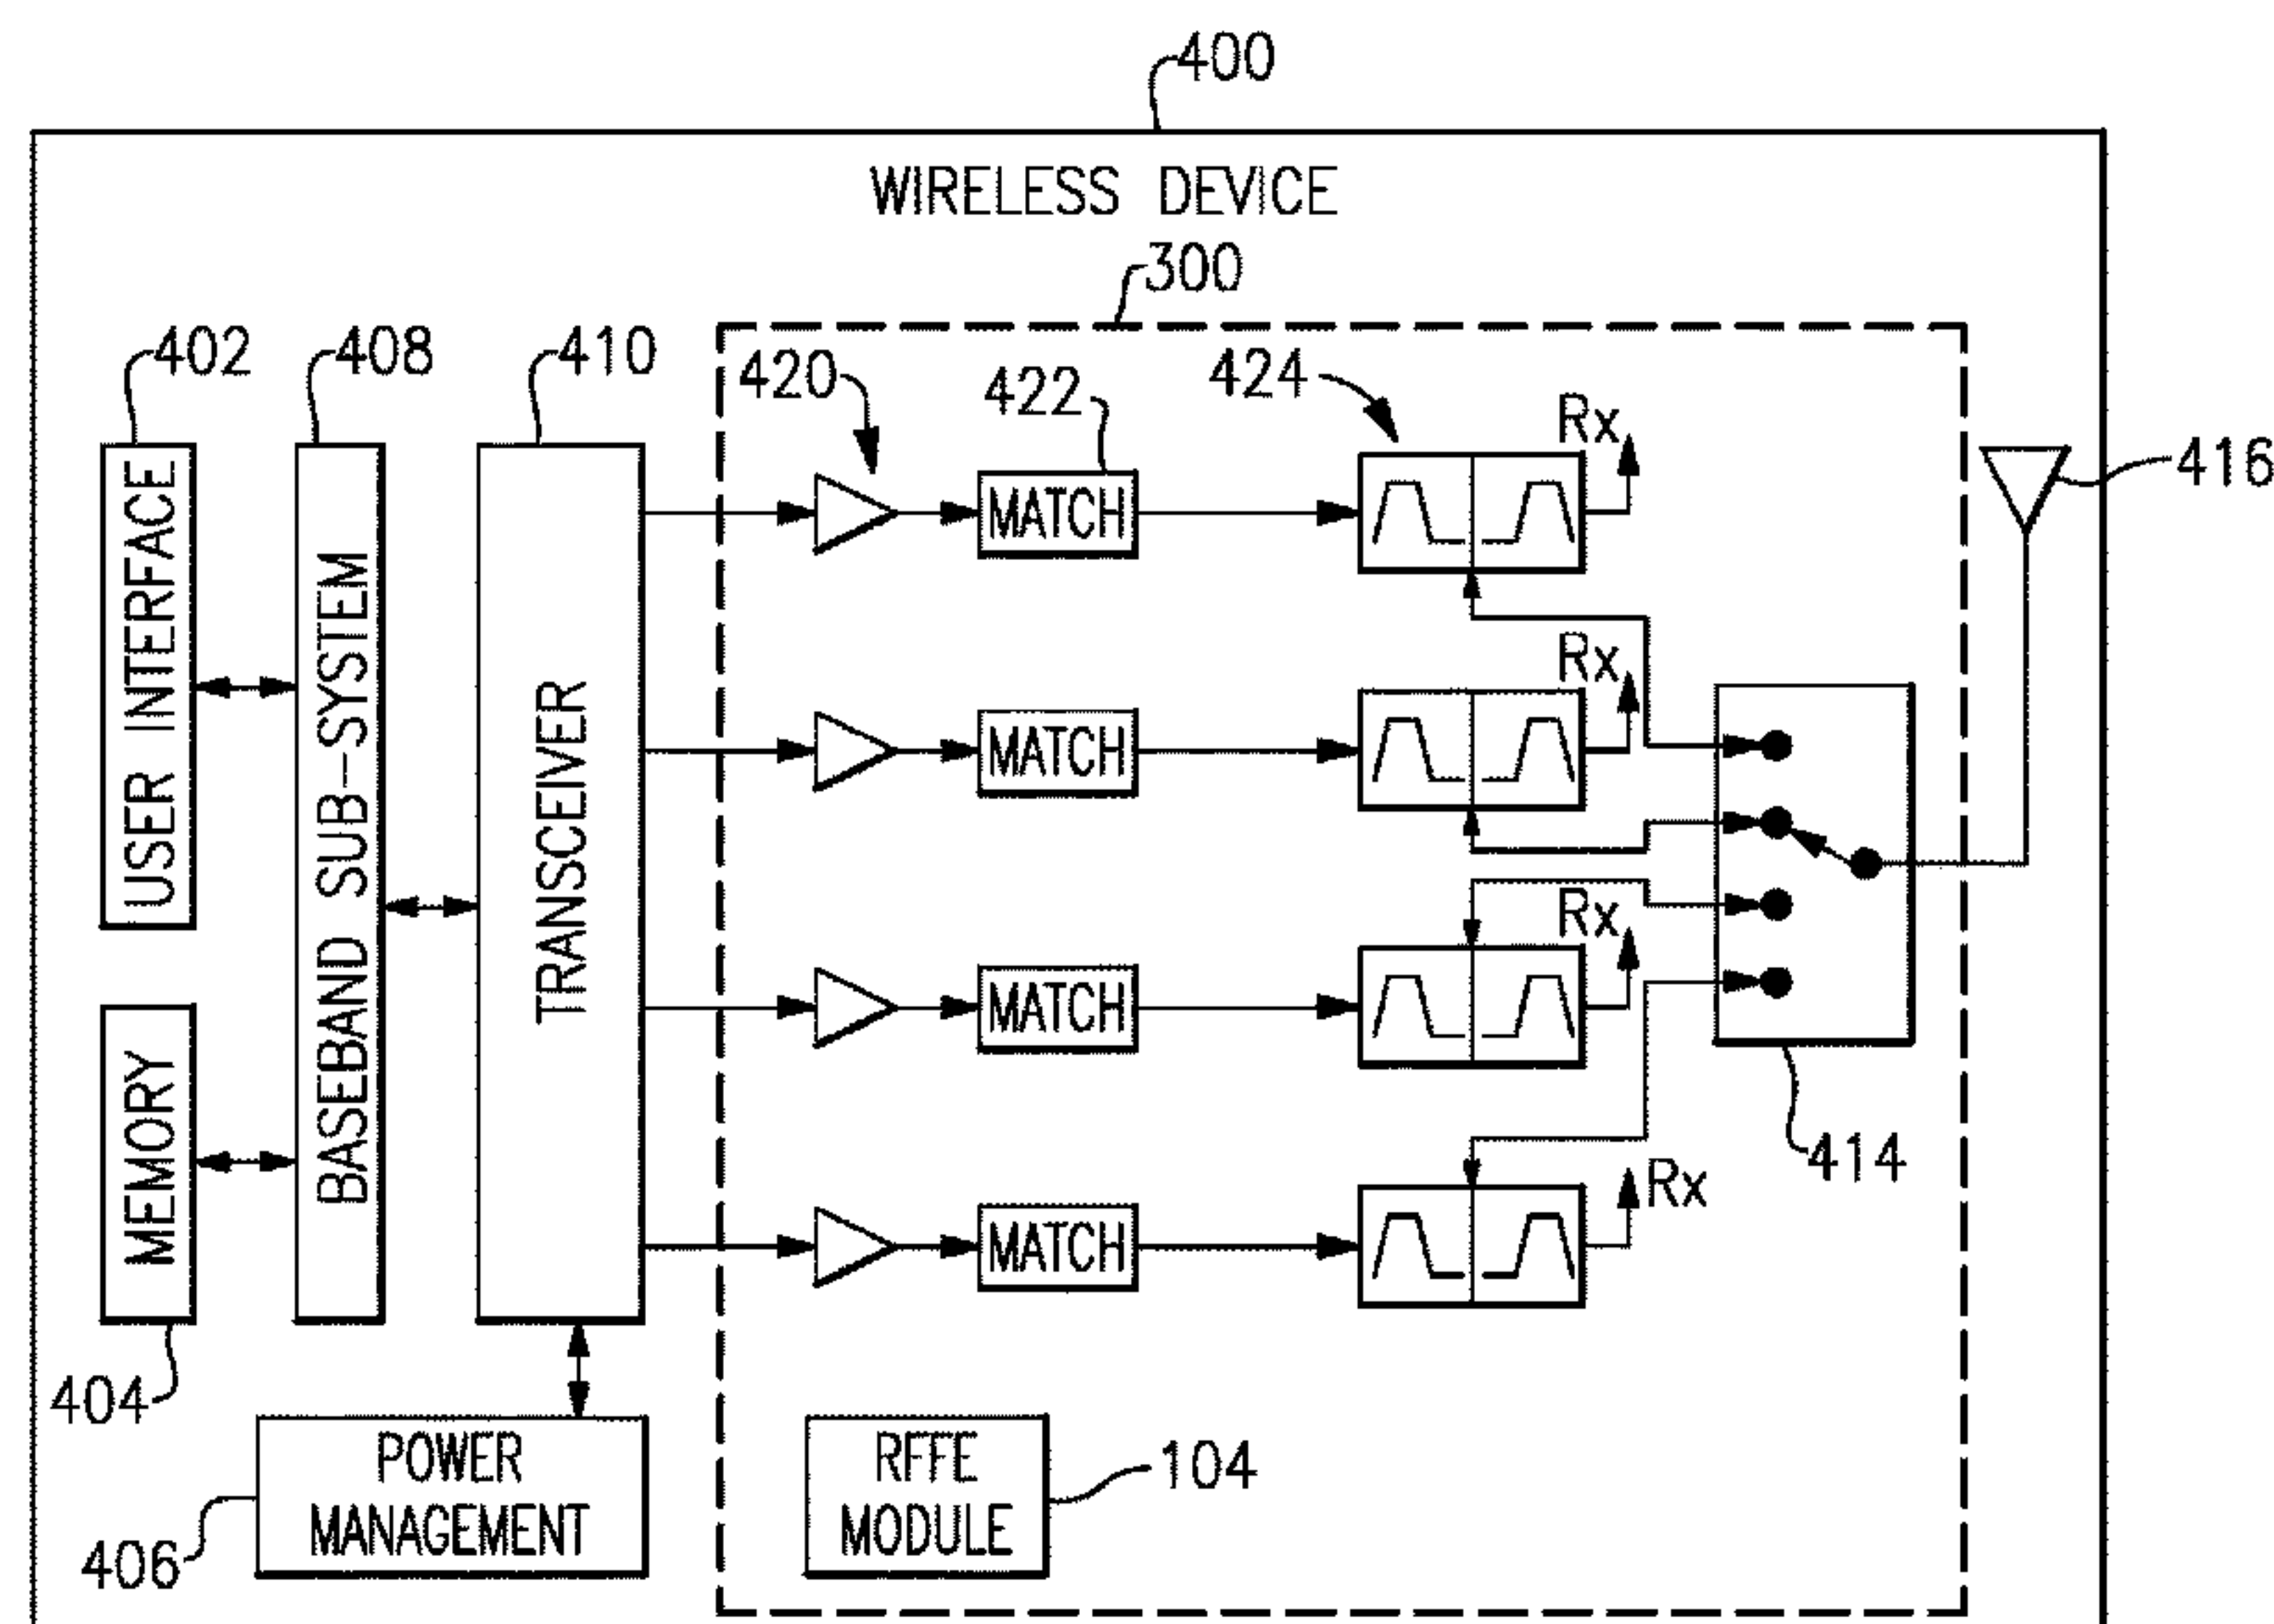 400
WIRELESS DEVICE
300
402
408
410
420
422
424
Rx
416
USER INTERFACE
BASEBAND SUB-SYSTEM
TRANSCEIVER
MATCH
Rx
MATCH
Rx
MATCH
MEMORY
414
Rx
MATCH
404
POWER
MANAGEMENT
RFFE
MODULE
104
406